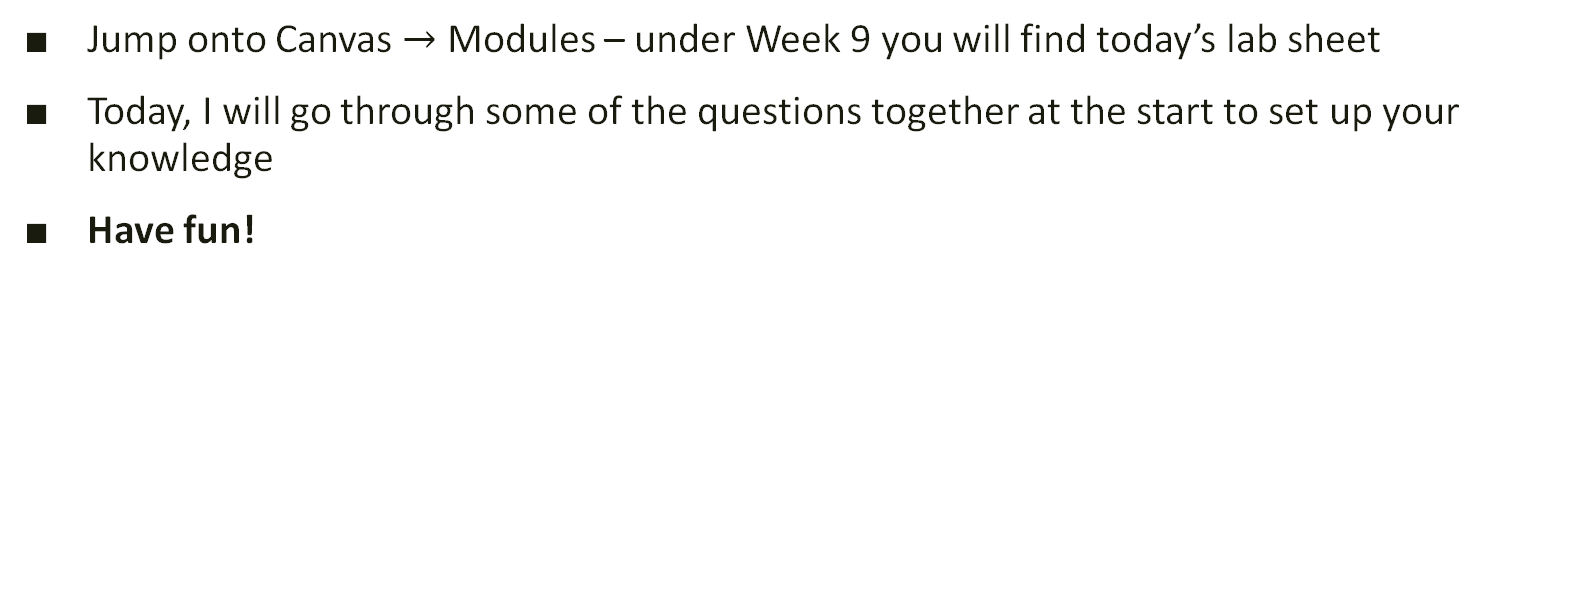 ■ Jump onto Canvas → Modules – under Week 9 you will find today’s lab sheet
■ Today, I will go through some of the questions together at the start to set up your
knowledge
■ Have fun!